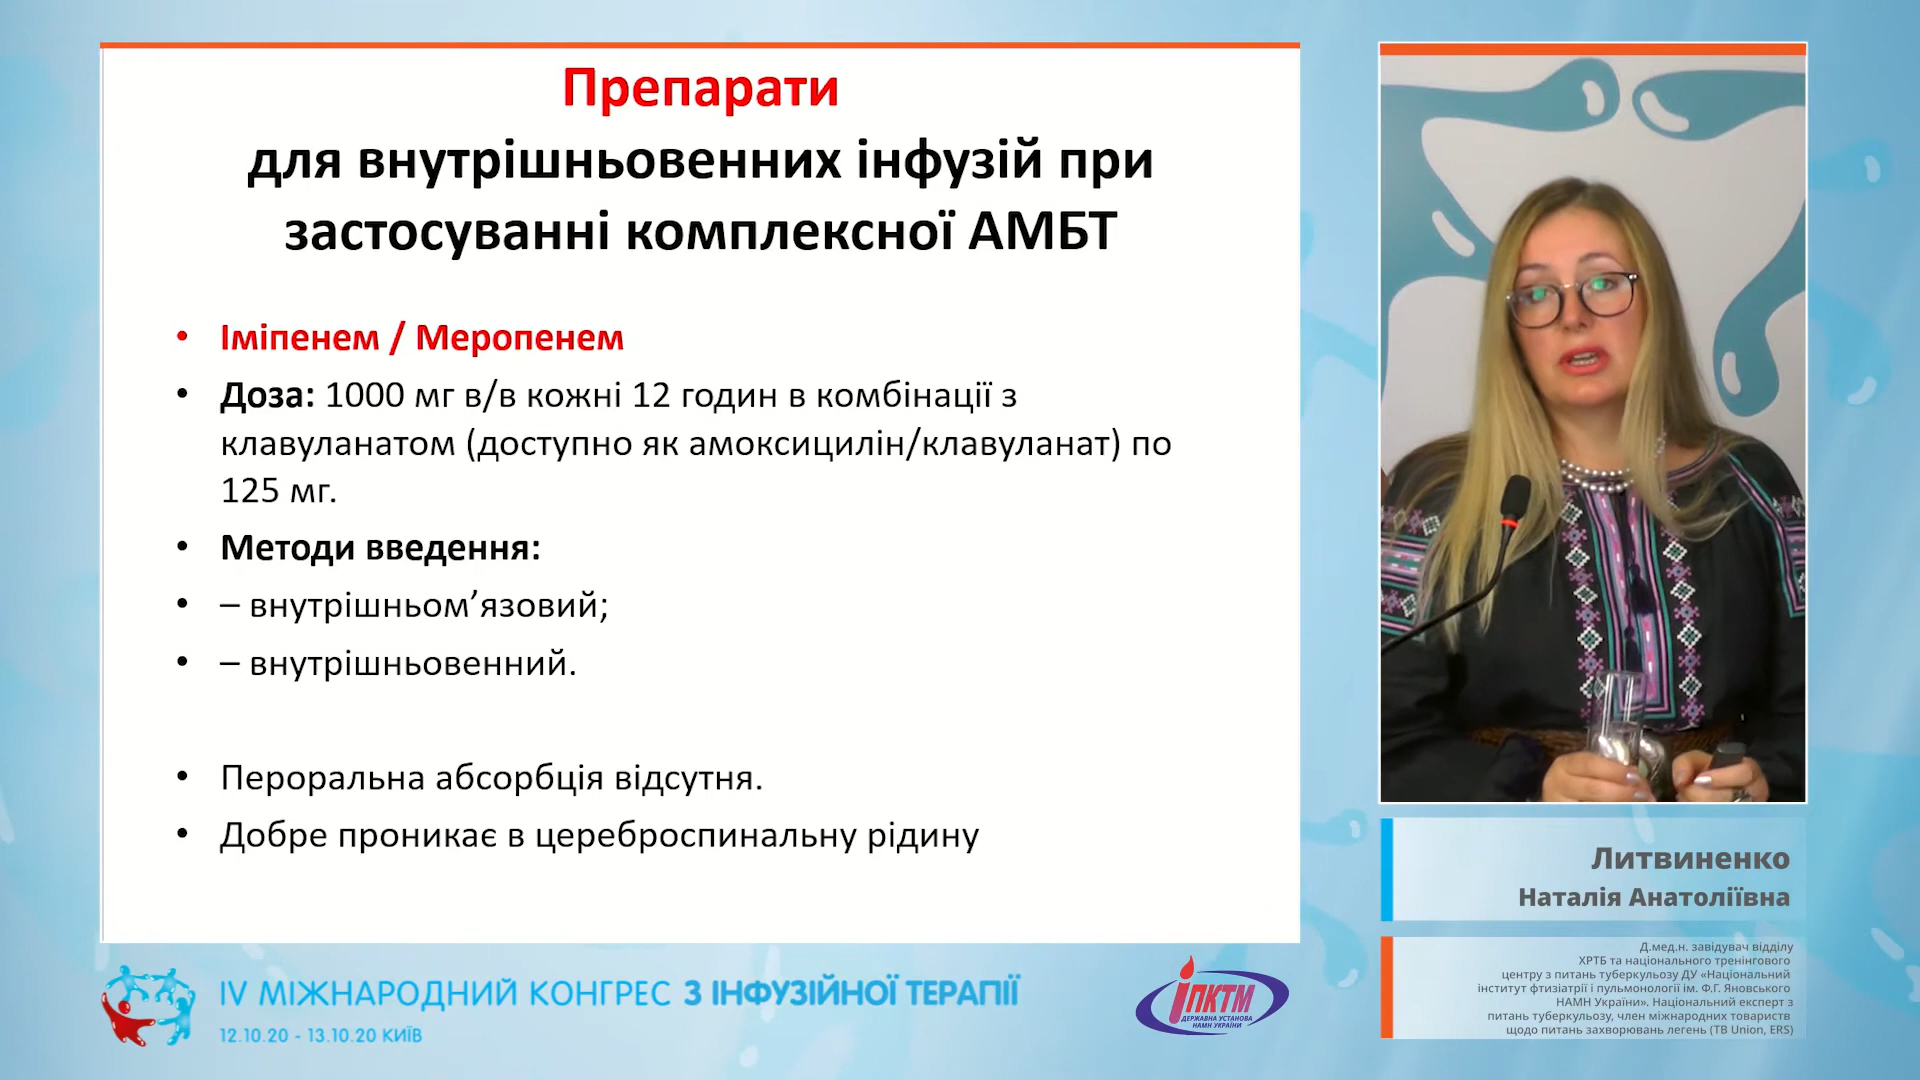 Препарати
для внутрішньовенних інфузій при
застосуванні комплексної АМБТ
• Іміпенем / Меропенем
• Доза: 1000 мг в/в кожні 12 годин в комбінації з
клавуланатом (доступно як амоксицилін/клавуланат) по
125 мг.
• Методи введення:
• – внутрішньом’язовий;
• – внутрішньовенний.
• Пероральна абсорбція відсутня.
• Добре проникає в цереброспинальну рідину
Литвиненко
Наталія Анатоліївна
Д.мед.н. завідувач відділу
ХРТБ та національного тренінгового
центру з питань туберкульозу ДУ «Національний
інститут фтизіатрії і пульмонології ім. Ф.Г. Яновського
НАМН України». Національний експерт з
питань туберкульозу, член міжнародних товариств
щодо питань захворювань легень (TB Union, ERS)
IV МІЖНАРОДНИЙ КОНГРЕС З ІНФУЗІЙНОЇ ТЕРАПІЇ
12.10.20 - 13.10.20 КИЇВ
ІПКТМ
ДЕРЖАВНА УСТАНОВА
НАМН УКРАЇНИ